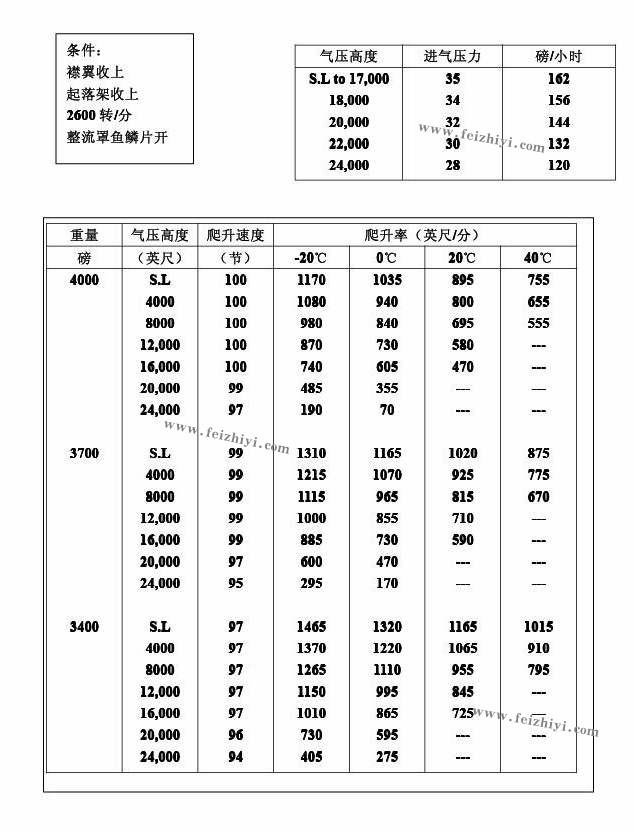 条件:
襟翼收上
起落架收上
2600 转/分
整流罩鱼鳞片开
气压高度 进气压力 磅/小时
S.L to 17,000 35 162
18,000 34 156
20,000 32 144
22,000 30 132
24,000 28 120
www.feizhiyi.com
重量 气压高度 爬升速度 爬升率（英尺/分）
磅 （英尺） （节） -20℃ 0℃ 20℃ 40℃
4000 S.L 100 1170 1035 895 755
4000 100 1080 940 800 655
8000 100 980 840 695 555
12,000 100 870 730 580 ---
16,000 100 740 605 470 ---
20,000 99 485 355 --- ---
24,000 97 190 70 --- ---
www.feizhiyi.com
3700 S.L 99 1310 1165 1020 875
4000 99 1215 1070 925 775
8000 99 1115 965 815 670
12,000 99 1000 855 710 ---
16,000 99 885 730 590 ---
20,000 97 600 470 --- ---
24,000 95 295 170 --- ---
3400 S.L 97 1465 1320 1165 1015
4000 97 1370 1220 1065 910
8000 97 1265 1110 955 795
12,000 97 1150 995 845 ---
16,000 97 1010 865 725 ---
www.feizhiyi.com
20,000 96 730 595 --- ---
24,000 94 405 275 --- ---